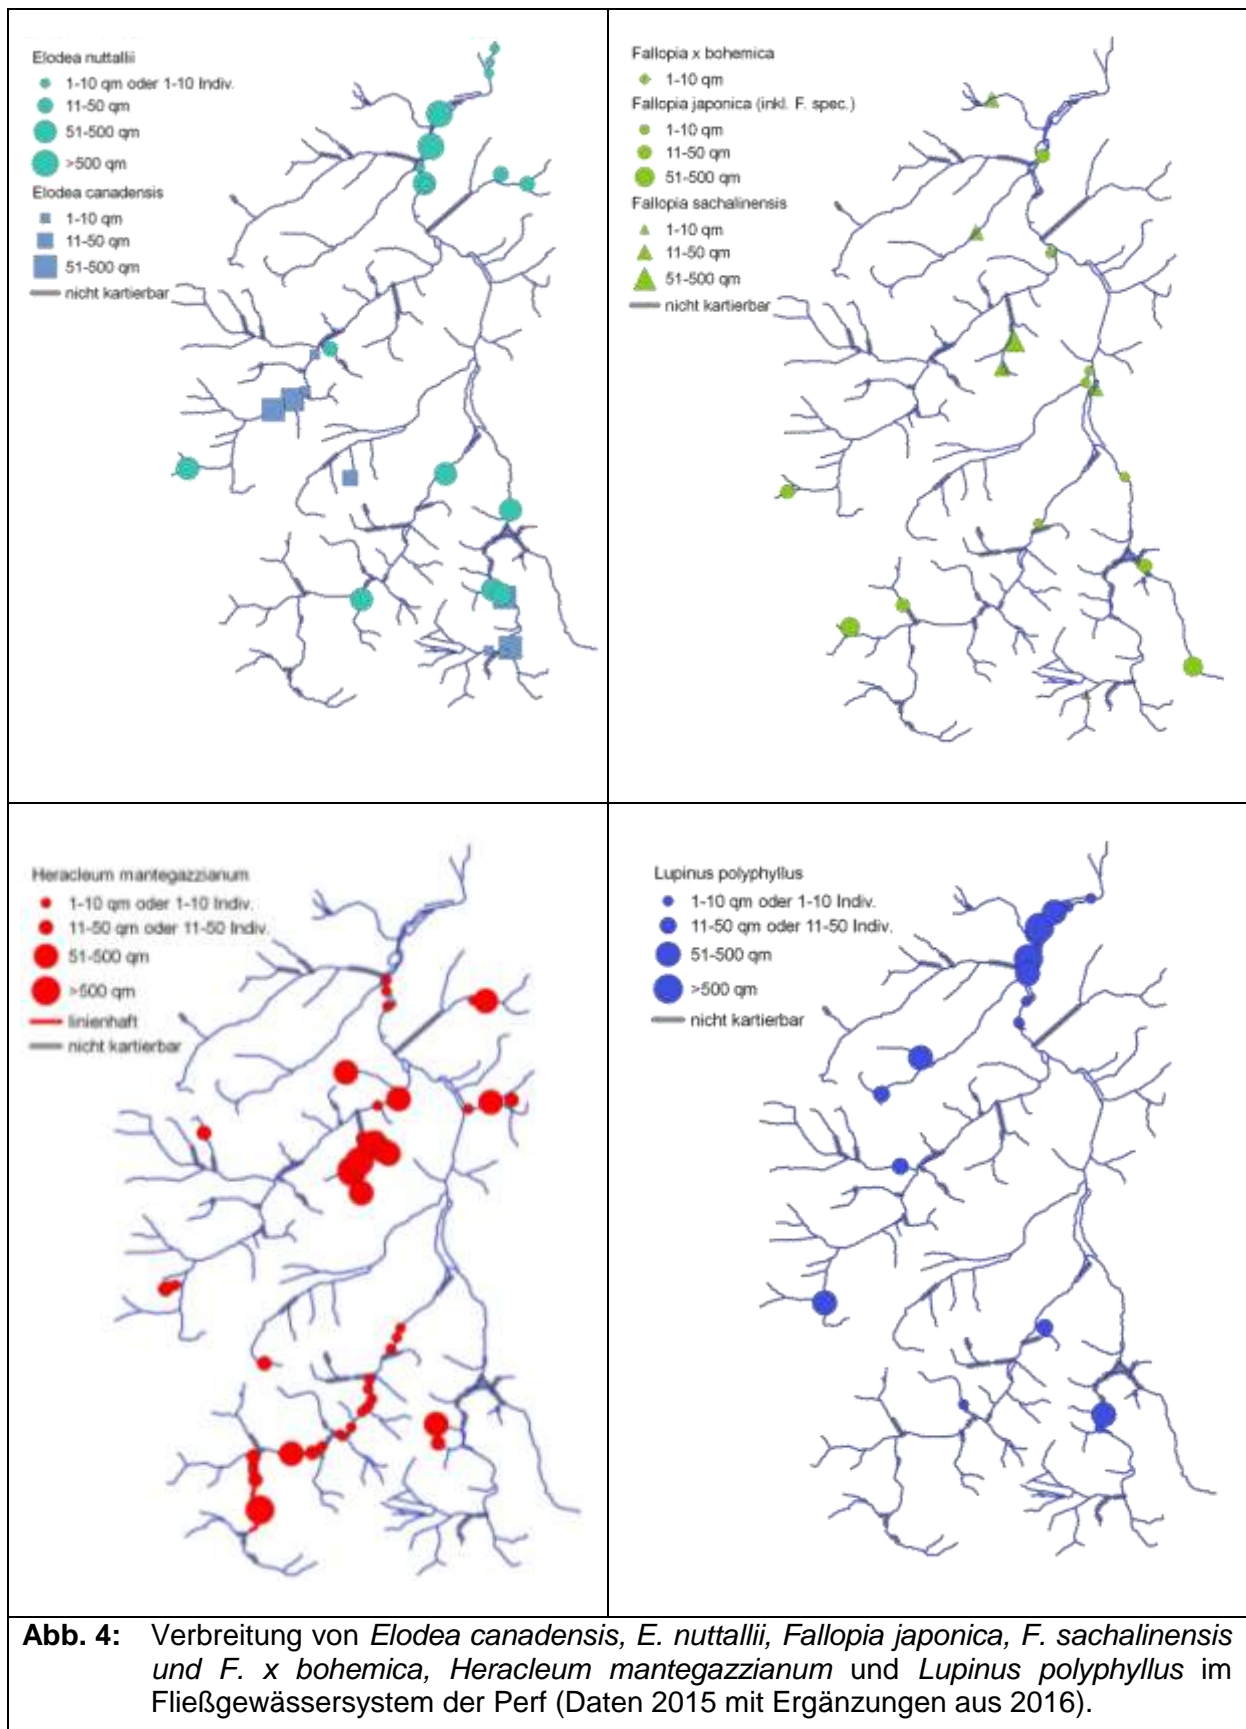 Elodea nuttallii
1-10 qm oder 1-10 Indiv.
11-50 qm
51-500 qm
>500 qm
Elodea canadensis
1-10 qm
11-50 qm
51-500 qm
nicht kartierbar
Fallopia x bohemica
1-10 qm
Fallopia japonica (inkl. F. spec.)
1-10 qm
11-50 qm
51-500 qm
Fallopia sachalinensis
1-10 qm
11-50 qm
51-500 qm
nicht kartierbar
Heracleum mantegazzianum
1-10 qm oder 1-10 Indiv.
11-50 qm oder 11-50 Indiv.
51-500 qm
>500 qm
linienhaft
nicht kartierbar
Lupinus polyphyllus
1-10 qm oder 1-10 Indiv.
11-50 qm oder 11-50 Indiv.
51-500 qm
>500 qm
nicht kartierbar
Abb. 4: Verbreitung von Elodea canadensis, E. nuttallii, Fallopia japonica, F. sachalinensis
und F. x bohemica, Heracleum mantegazzianum und Lupinus polyphyllus im
Fließgewässersystem der Perf (Daten 2015 mit Ergänzungen aus 2016).